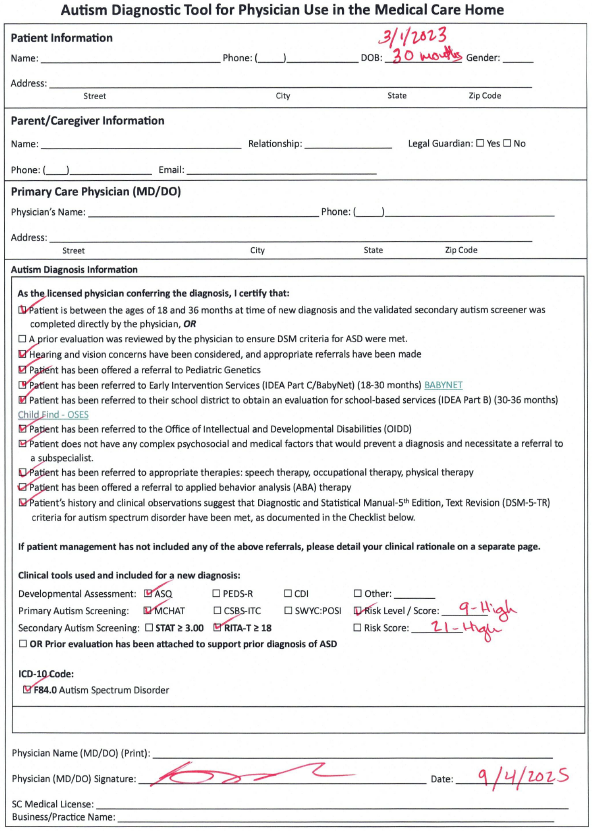 Autism Diagnostic Tool for Physician Use in the Medical Care Home
Patient Information
3/1/2023
Name: Phone: (____) DOB: 30 months Gender:
Address:
Street City State Zip Code
Parent/Caregiver Information
Name: Relationship: Legal Guardian: ☐ Yes ☐ No
Phone: (____) Email:
Primary Care Physician (MD/DO)
Physician's Name: Phone: (____)
Address:
Street City State Zip Code
Autism Diagnosis Information
As the licensed physician conferring the diagnosis, I certify that:
☑ Patient is between the ages of 18 and 36 months at time of new diagnosis and the validated secondary autism screener was
completed directly by the physician, OR
☐ A prior evaluation was reviewed by the physician to ensure DSM criteria for ASD were met.
☑ Hearing and vision concerns have been considered, and appropriate referrals have been made
☑ Patient has been offered a referral to Pediatric Genetics
☑ Patient has been referred to Early Intervention Services (IDEA Part C/BabyNet) (18-30 months) BABYNET
☑ Patient has been referred to their school district to obtain an evaluation for school-based services (IDEA Part B) (30-36 months)
Child Find - OSES
☑ Patient has been referred to the Office of Intellectual and Developmental Disabilities (OIDD)
☑ Patient does not have any complex psychosocial and medical factors that would prevent a diagnosis and necessitate a referral to
a subspecialist.
☑ Patient has been referred to appropriate therapies: speech therapy, occupational therapy, physical therapy
☑ Patient has been offered a referral to applied behavior analysis (ABA) therapy
☑ Patient's history and clinical observations suggest that Diagnostic and Statistical Manual-5th Edition, Text Revision (DSM-5-TR)
criteria for autism spectrum disorder have been met, as documented in the Checklist below.
If patient management has not included any of the above referrals, please detail your clinical rationale on a separate page.
Clinical tools used and included for a new diagnosis:
Developmental Assessment: ☑ ASQ ☐ PEDS-R ☐ CDI ☐ Other:
Primary Autism Screening: ☑ MCHAT ☐ CSBS-ITC ☐ SWYC:POSI ☑ Risk Level / Score: 9-High
Secondary Autism Screening: ☐ STAT ≥ 3.00 ☑ RITA-T ≥ 18 ☐ Risk Score: 21-High
☐ OR Prior evaluation has been attached to support prior diagnosis of ASD
ICD-10 Code:
☑ F84.0 Autism Spectrum Disorder
Physician Name (MD/DO) (Print):
Physician (MD/DO) Signature: Date: 9/4/2025
SC Medical License:
Business/Practice Name: